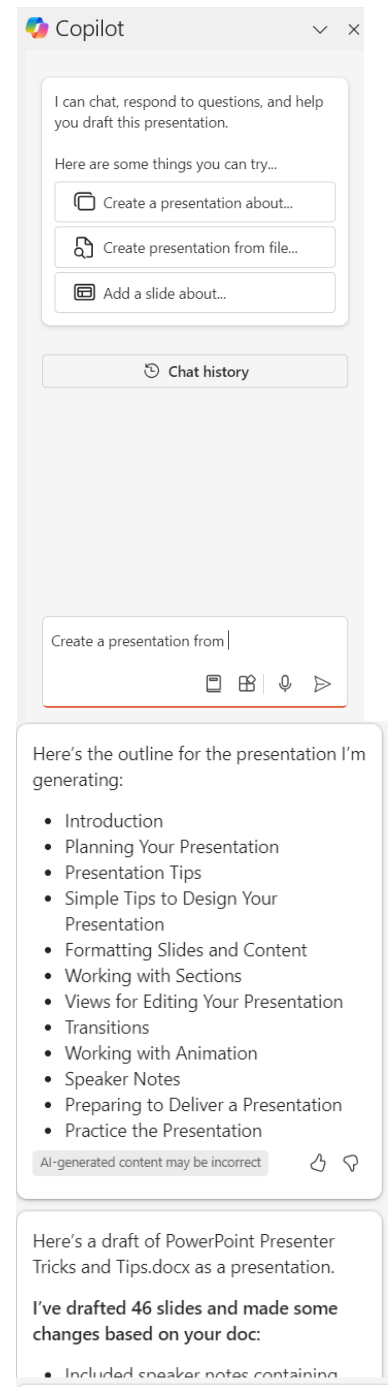 Copilot
I can chat, respond to questions, and help
you draft this presentation.
Here are some things you can try...
Create a presentation about...
Create presentation from file...
Add a slide about...
Chat history
Create a presentation from
Here's the outline for the presentation I'm
generating:
• Introduction
• Planning Your Presentation
• Presentation Tips
• Simple Tips to Design Your
Presentation
• Formatting Slides and Content
• Working with Sections
• Views for Editing Your Presentation
• Transitions
• Working with Animation
• Speaker Notes
• Preparing to Deliver a Presentation
• Practice the Presentation
AI-generated content may be incorrect
Here's a draft of PowerPoint Presenter
Tricks and Tips.docx as a presentation.
I've drafted 46 slides and made some
changes based on your doc:
• Included speaker notes containing